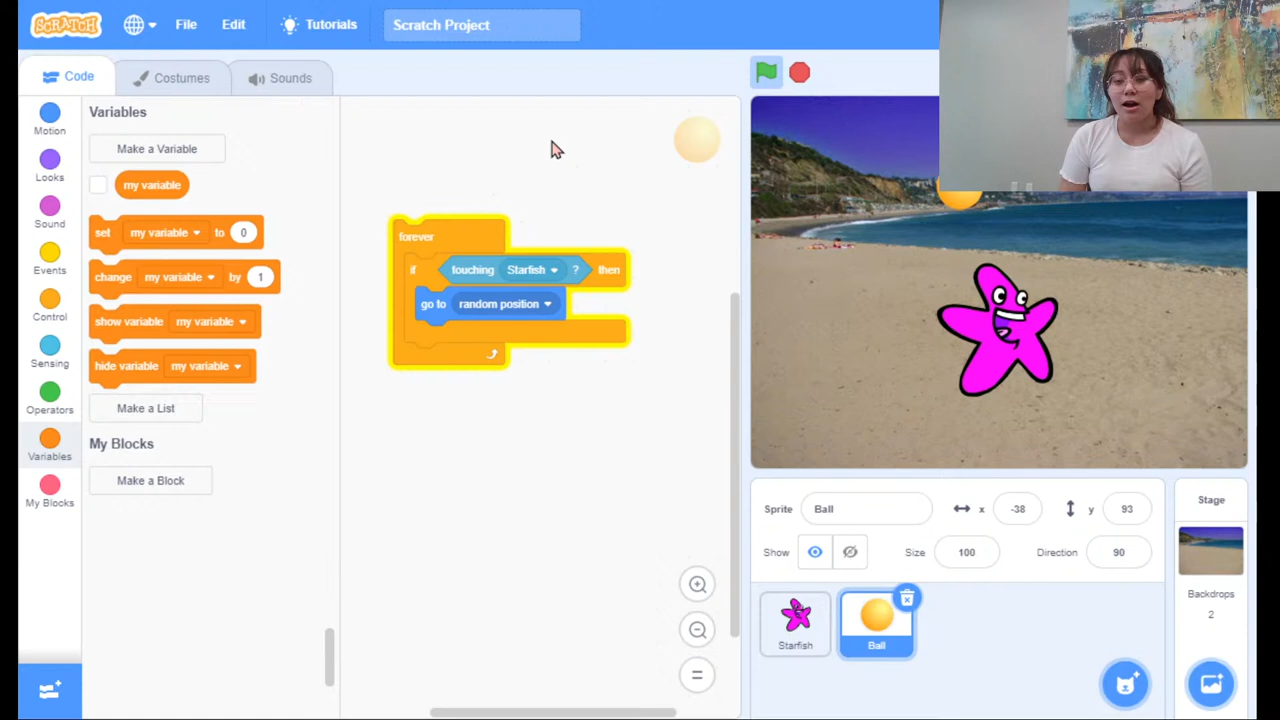 SCRATCH File Edit Tutorials Scratch Project
Code Costumes Sounds
Motion
Looks
Sound
Events
Control
Sensing
Operators
Variables
My Blocks
Variables
Make a Variable
my variable
set my variable to 0
change my variable by 1
show variable my variable
hide variable my variable
Make a List
My Blocks
Make a Block
forever
if touching Starfish ? then
go to random position
Sprite Ball x -38 y 93
Show Size 100 Direction 90
Starfish
Ball
Stage
Backdrops
2